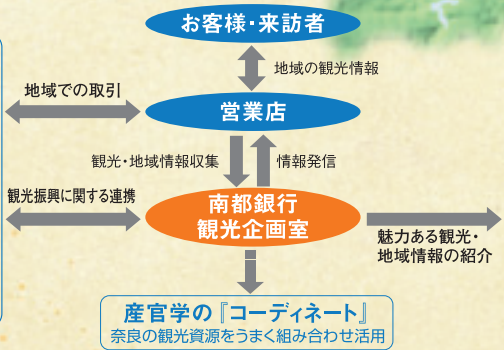 お客様・来訪者
地域の観光情報
地域での取引
営業店
観光・地域情報収集
情報発信
観光振興に関する連携
南都銀行
観光企画室
魅力ある観光・
地域情報の紹介
産官学の『コーディネート』
奈良の観光資源をうまく組み合わせ活用